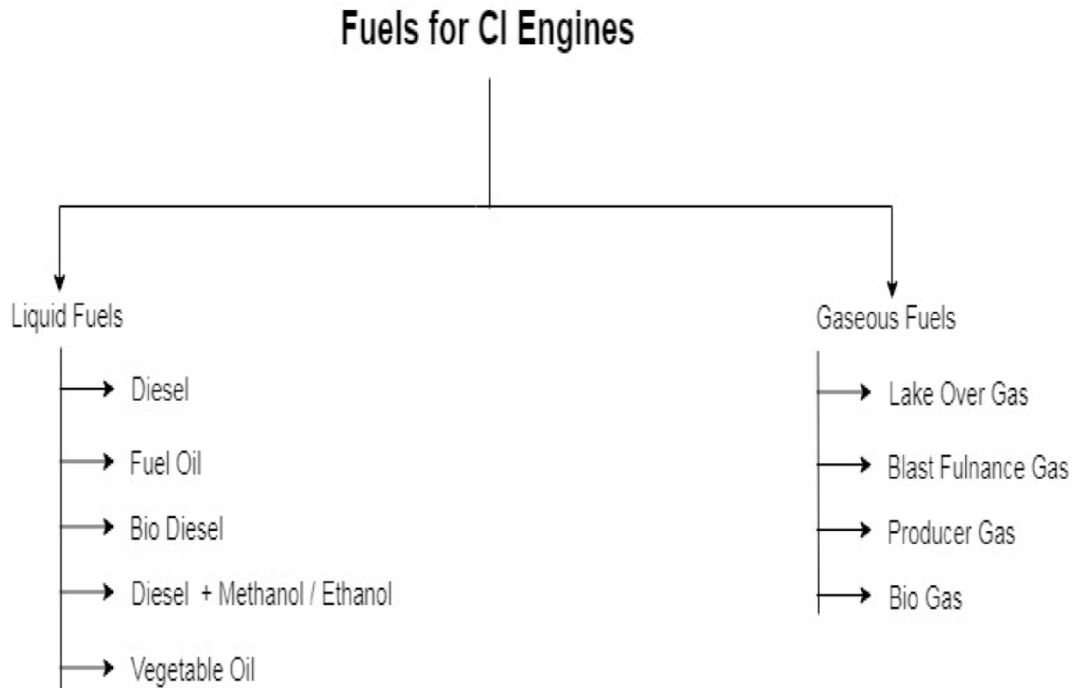 Fuels for CI Engines
Liquid Fuels
Diesel
Fuel Oil
Bio Diesel
Diesel + Methanol / Ethanol
Vegetable Oil
Gaseous Fuels
Lake Over Gas
Blast Fulnance Gas
Producer Gas
Bio Gas